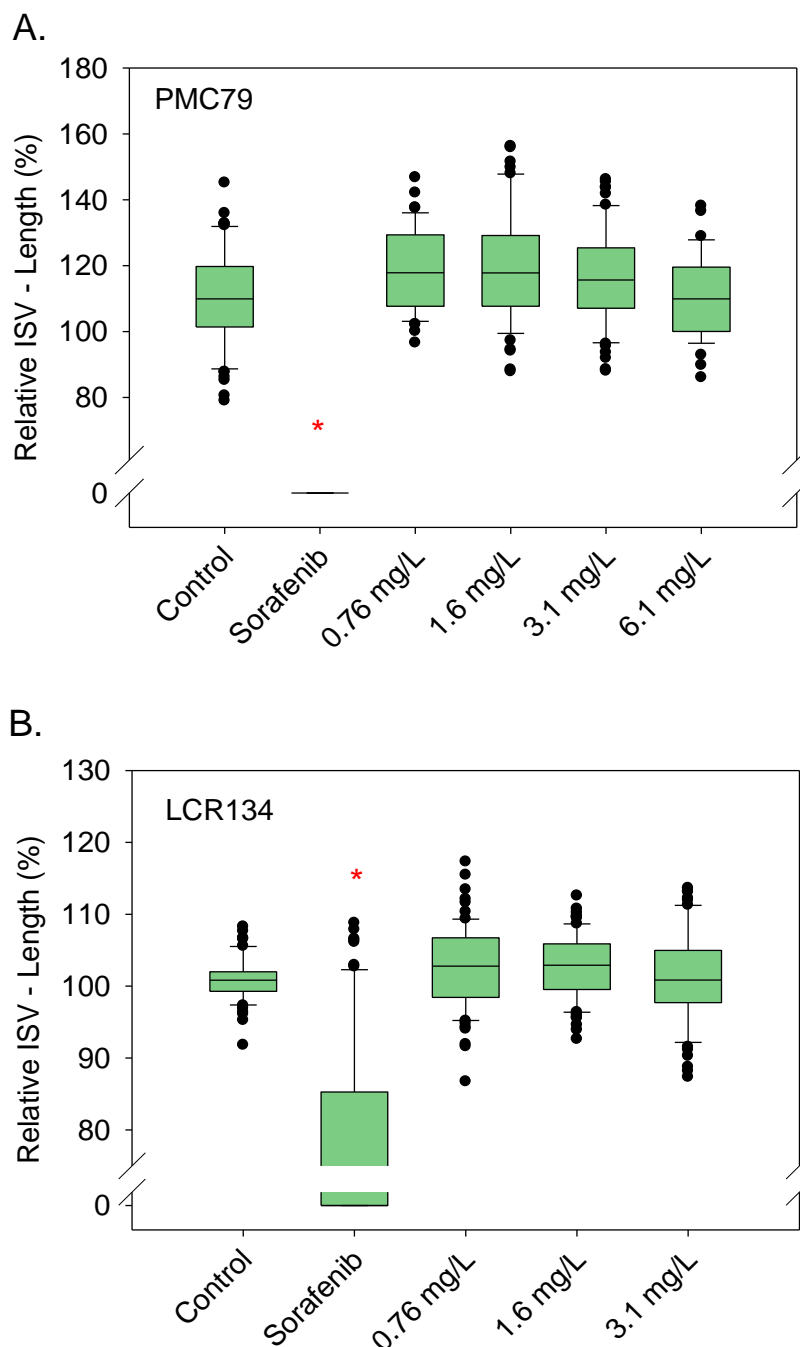 A.
PMC79
Relative ISV - Length (%)
180
160
140
120
100
80
0
*
Control
Sorafenib
0.76 mg/L
1.6 mg/L
3.1 mg/L
6.1 mg/L
B.
LCR134
Relative ISV - Length (%)
130
120
110
100
90
80
0
*
Control
Sorafenib
0.76 mg/L
1.6 mg/L
3.1 mg/L